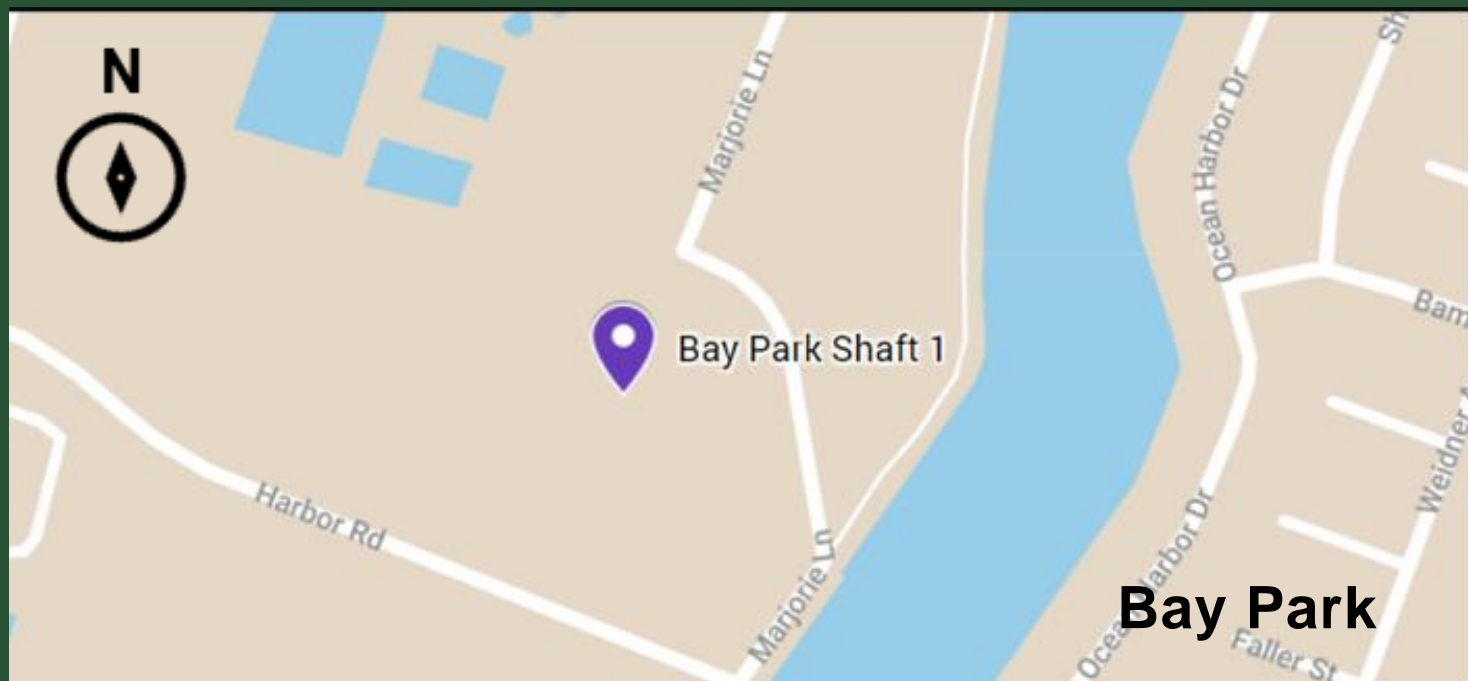 N
Marjorie Ln
Ocean Harbor Dr
Bay Park Shaft 1
Harbor Rd
Marjorie Ln
Ocean Harbor Dr
Bay Park
Faller St